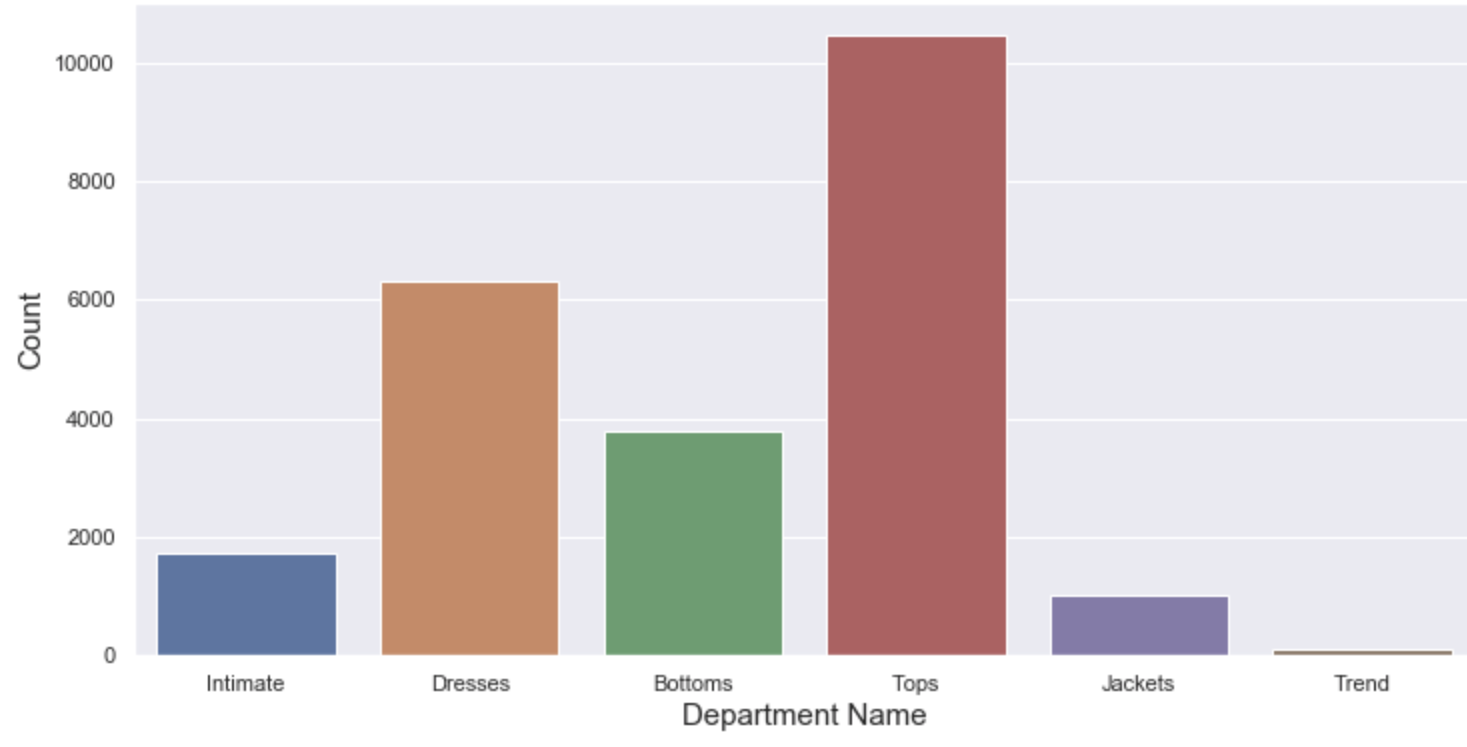 10000
8000
6000
4000
2000
0
Count
Intimate Dresses Bottoms Tops Jackets Trend
Department Name